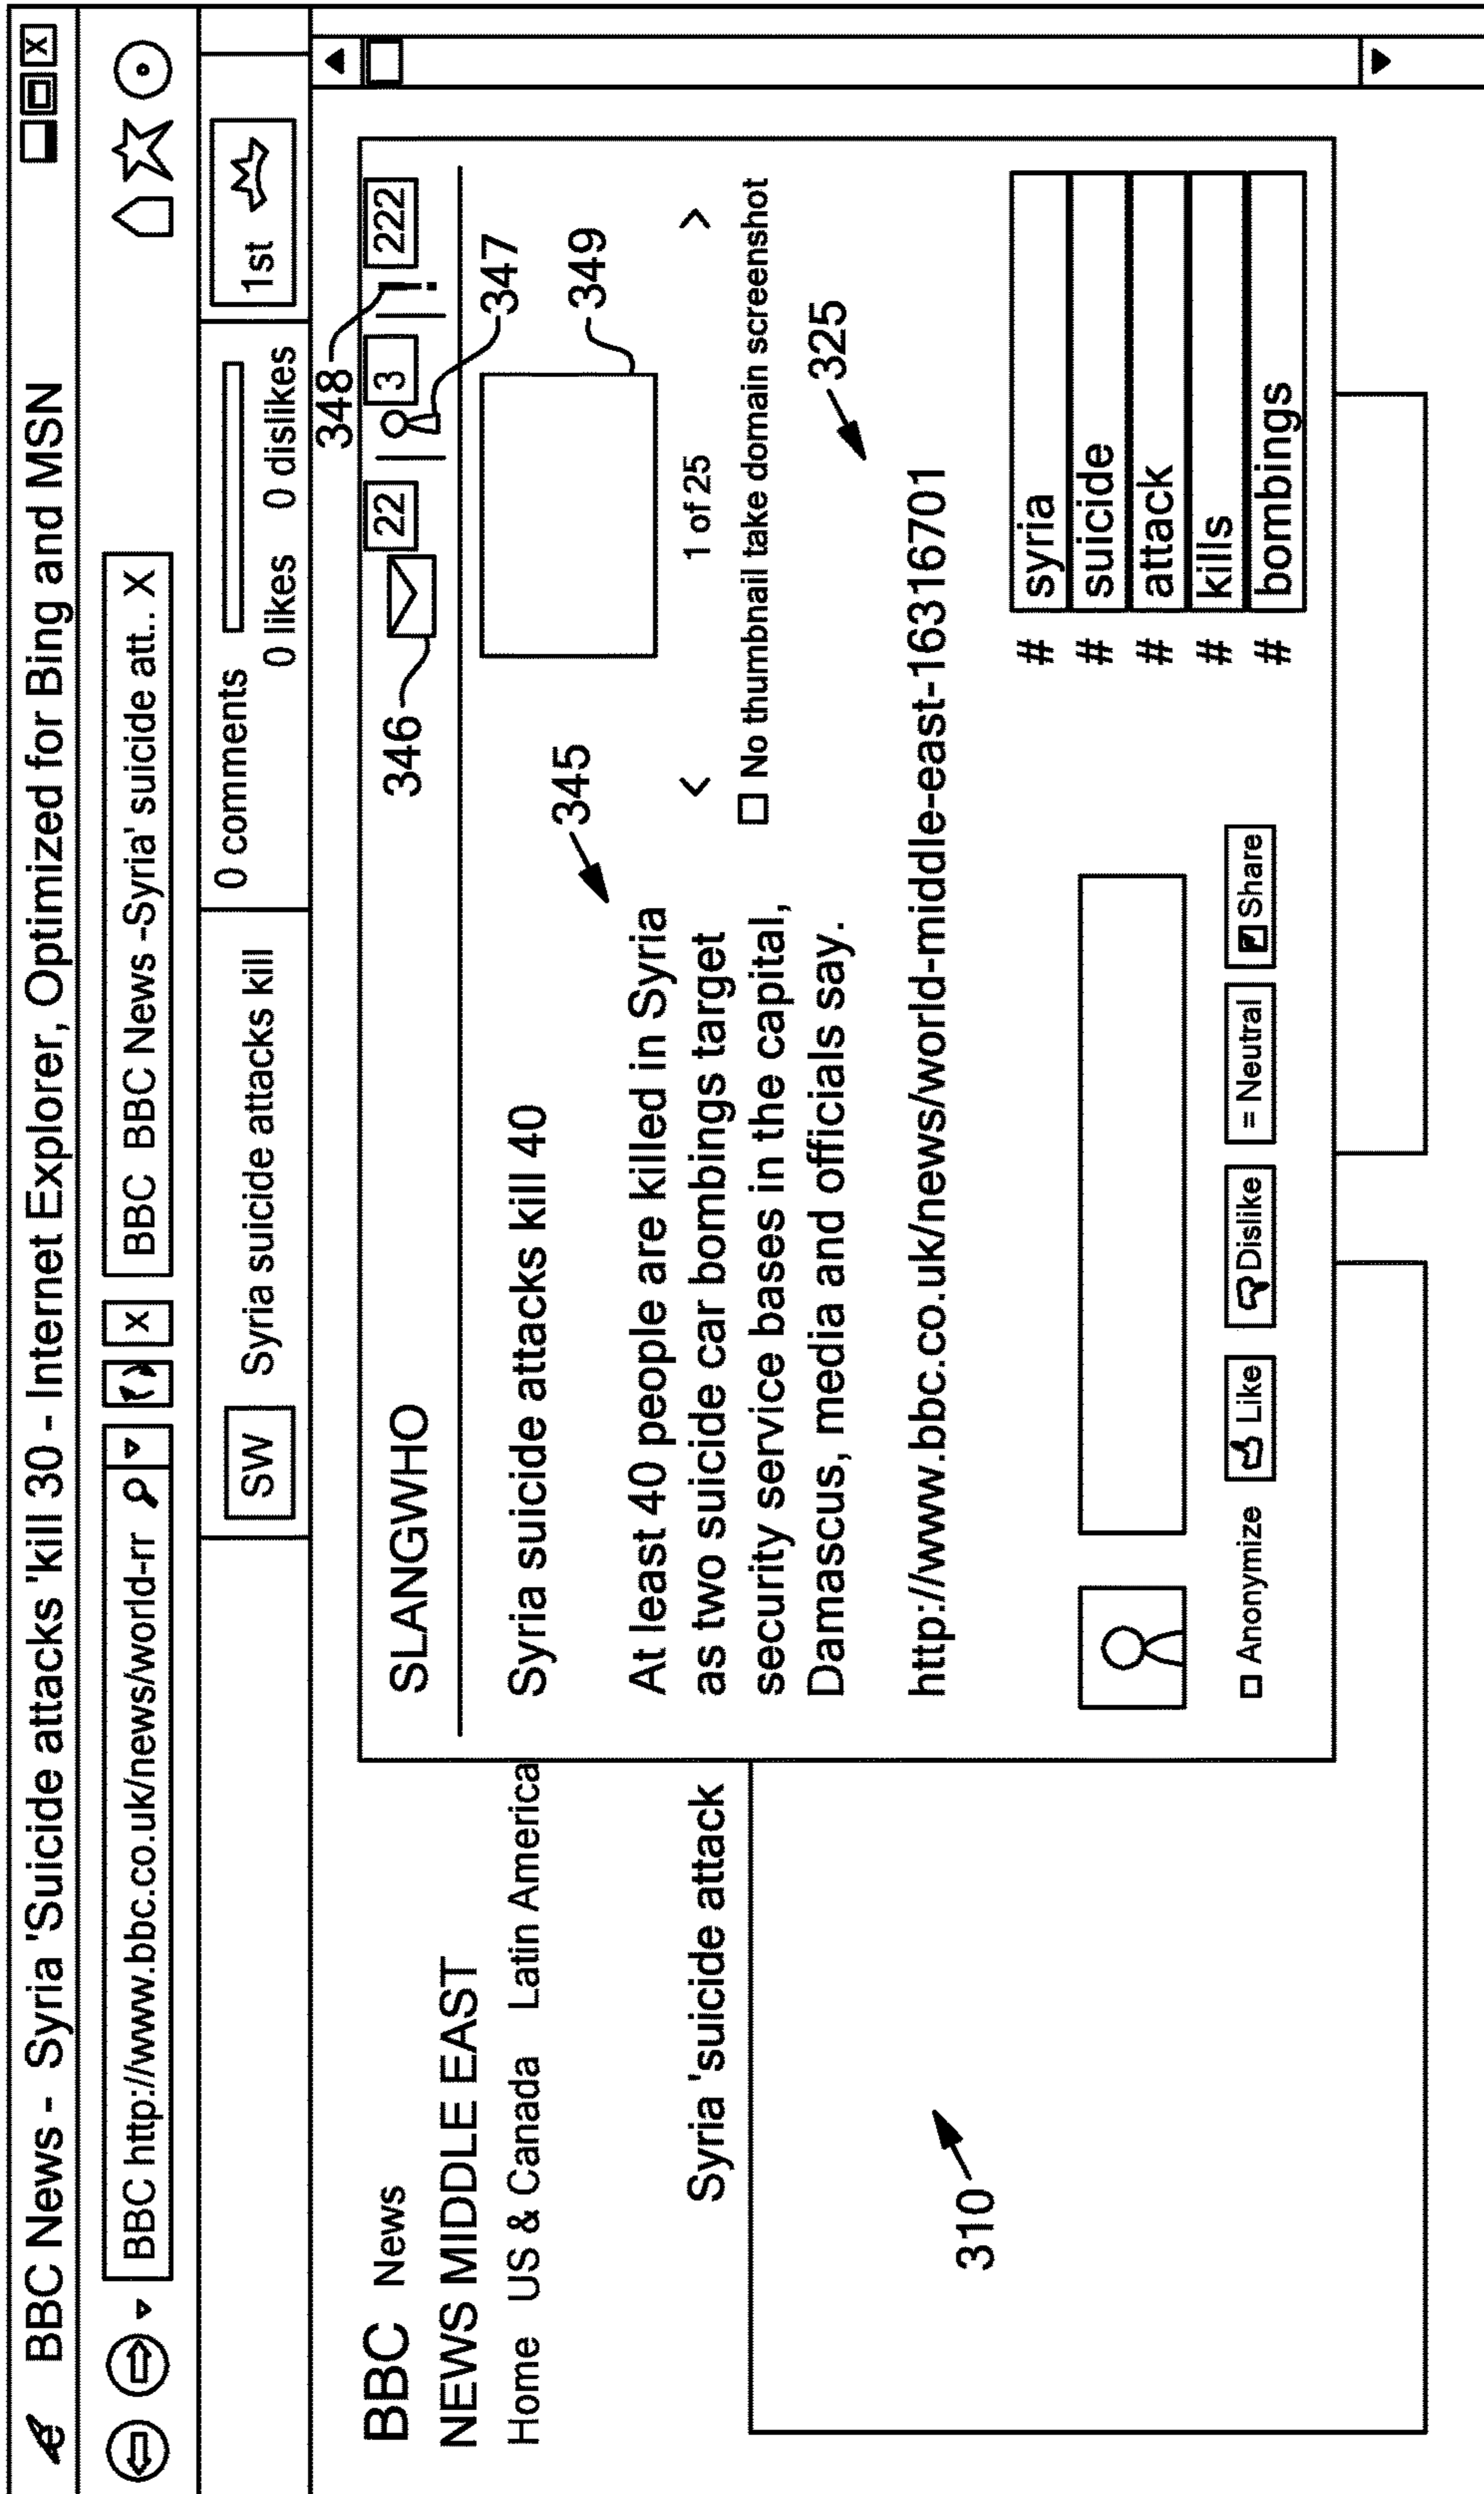 BBC News - Syria 'Suicide attacks 'kill 30 - Internet Explorer, Optimized for Bing and MSN
X
BBC http://www.bbc.co.uk/news/world-rr
X
BBC BBC News -Syria' suicide att.. X
SW
Syria suicide attacks kill
0 comments
0 likes 0 dislikes
1st
BBC News
NEWS MIDDLE EAST
Home US & Canada Latin America
Syria 'suicide attack
310
SLANGWHO
346
22
3
348
222
347
Syria suicide attacks kill 40
345
349
At least 40 people are killed in Syria
as two suicide car bombings target
security service bases in the capital,
Damascus, media and officials say.
< 1 of 25 >
No thumbnail take domain screenshot
325
http://www.bbc.co.uk/news/world-middle-east-16316701
# syria
# suicide
# attack
# kills
# bombings
Anonymize
Like
Dislike
= Neutral
Share